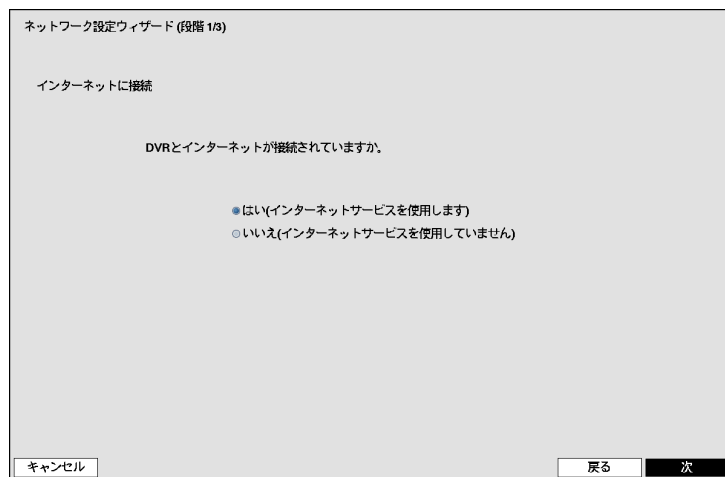 ネットワーク設定ウィザード (段階 1/3)
インターネットに接続
DVRとインターネットが接続されていますか。
はい(インターネットサービスを使用します)
いいえ(インターネットサービスを使用していません)
キャンセル
戻る
次